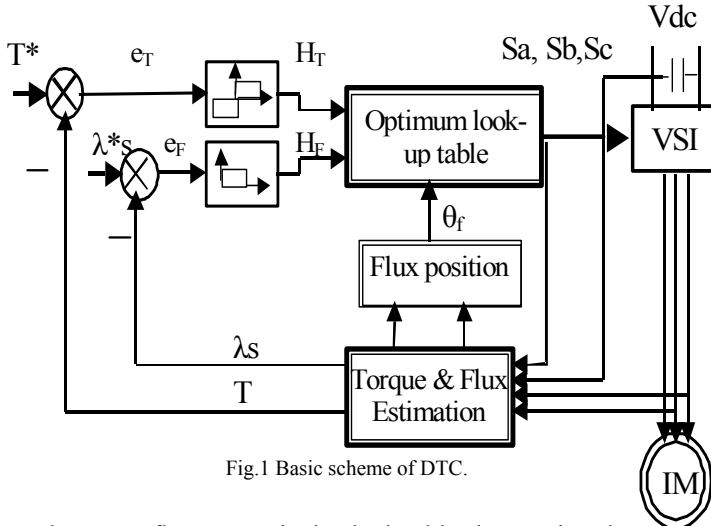 Vdc
T*
e_T
H_T
Sa, Sb,Sc
Optimum look-
up table
VSI
λ*s
e_F
H_F
θ_f
Flux position
λs
T
Torque & Flux
Estimation
IM
Fig.1 Basic scheme of DTC.